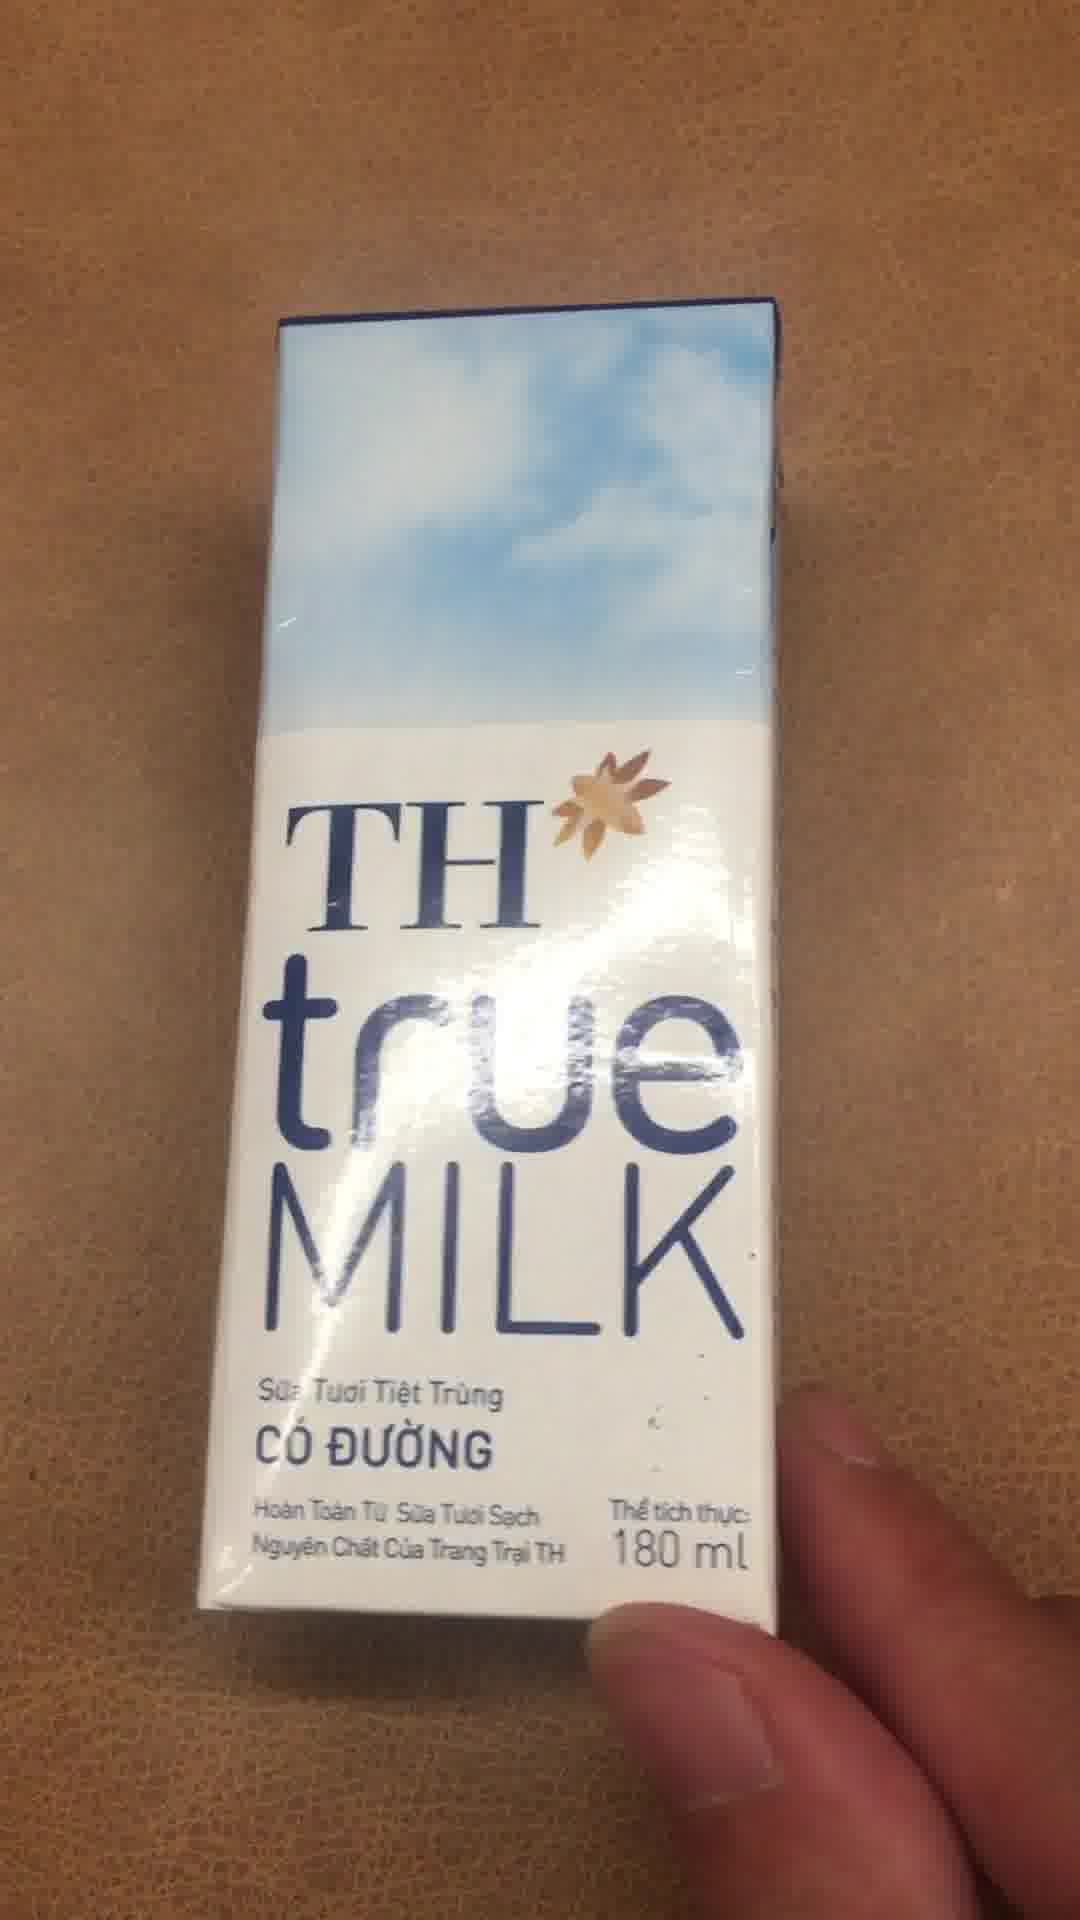 TH
true
MILK
Sữa Tươi Tiệt Trùng
CÓ ĐƯỜNG
Hoàn Toàn Từ Sữa Tươi Sạch
Nguyên Chất Của Trang Trại TH
Thể tích thực:
180 ml